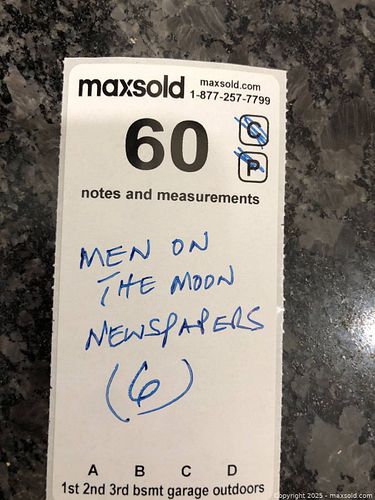 maxsold maxsold.com
1-877-257-7799
60 C
P
notes and measurements
MEN ON
THE MOON
NEWSPAPERS
(6)
A B C D
1st 2nd 3rd bsmt garage outdoors
Copyright 2025 - maxsold.com